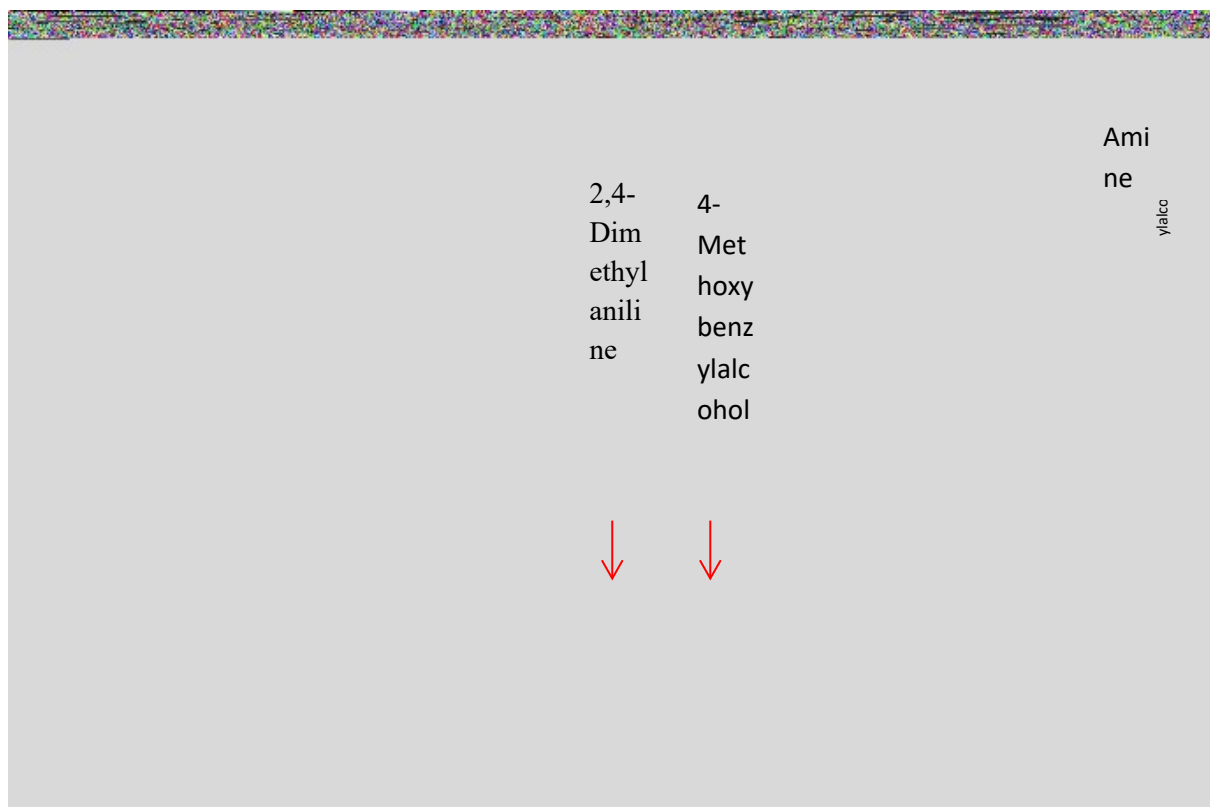 2,4-
Dim
ethyl
anili
ne
4-
Met
hoxy
benz
ylalc
ohol
Ami
ne
ylalco